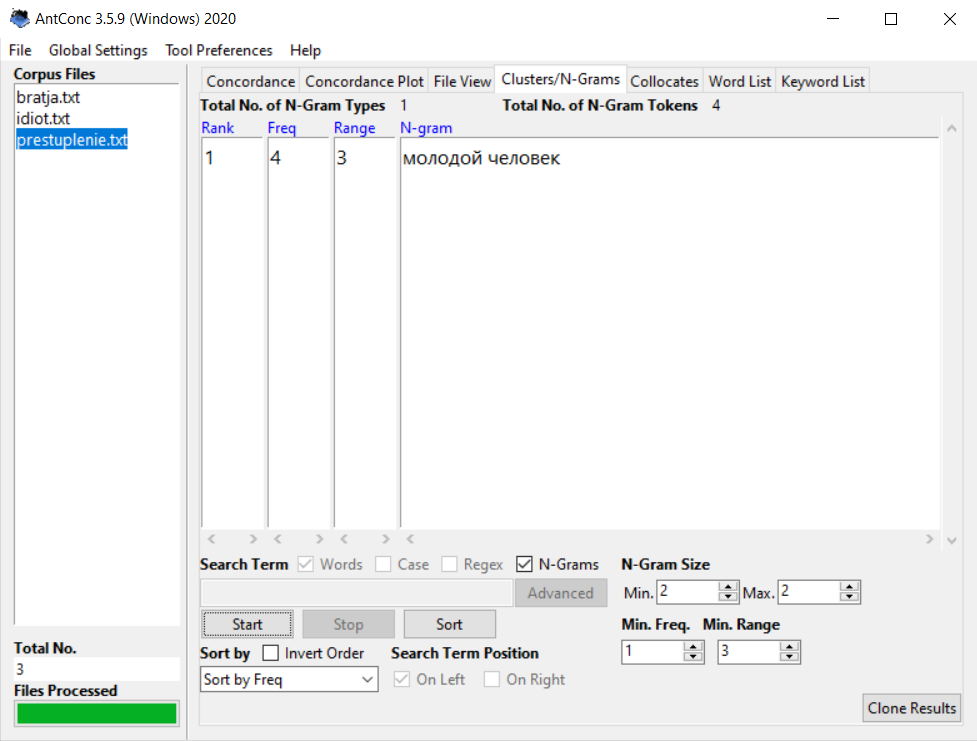 AntConc 3.5.9 (Windows) 2020
File Global Settings Tool Preferences Help
Corpus Files
bratja.txt
idiot.txt
prestuplenie.txt
Total No.
3
Files Processed
Concordance Concordance Plot File View Clusters/N-Grams Collocates Word List Keyword List
Total No. of N-Gram Types 1 Total No. of N-Gram Tokens 4
Rank Freq Range N-gram
1 4 3 молодой человек
Search Term Words Case Regex N-Grams N-Gram Size
Advanced Min. 2 Max. 2
Start Stop Sort Min. Freq. Min. Range
1 3
Sort by Invert Order Search Term Position
Sort by Freq On Left On Right
Clone Results